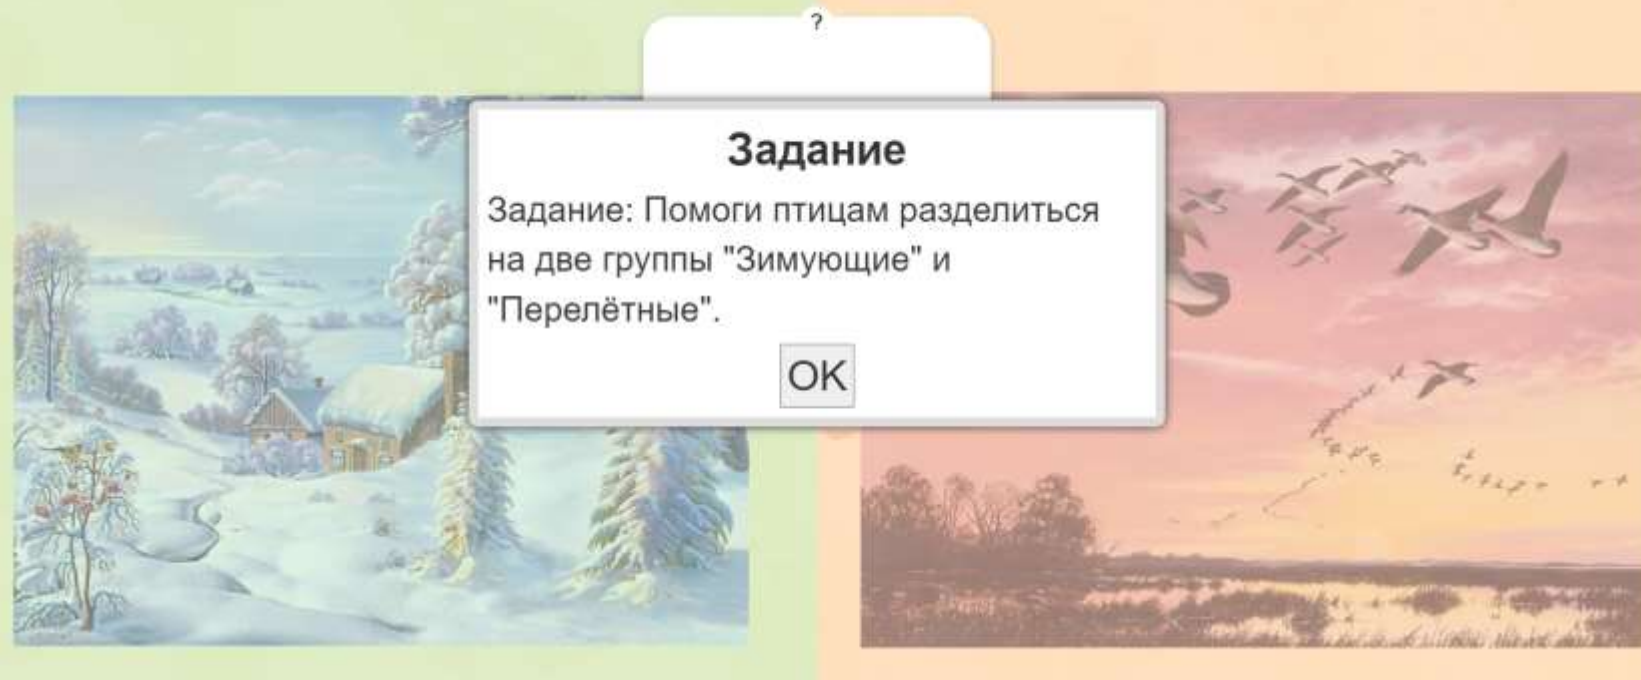 ?
Задание
Задание: Помоги птицам разделиться
на две группы "Зимующие" и
"Перелётные".
OK